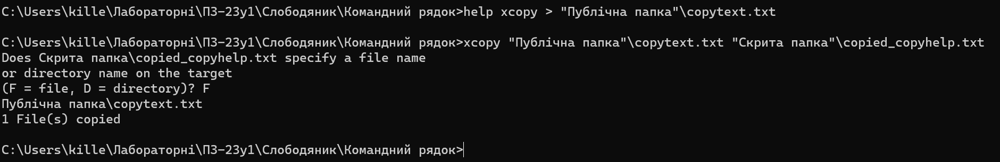 C:\Users\kille\Лабораторні\ПЗ-23у1\Слободяник\Командний рядок>help xcopy > "Публічна папка"\copytext.txt
C:\Users\kille\Лабораторні\ПЗ-23у1\Слободяник\Командний рядок>xcopy "Публічна папка"\copytext.txt "Скрита папка"\copied_copyhelp.txt
Does Скрита папка\copied_copyhelp.txt specify a file name
or directory name on the target
(F = file, D = directory)? F
Публічна папка\copytext.txt
1 File(s) copied
C:\Users\kille\Лабораторні\ПЗ-23у1\Слободяник\Командний рядок>